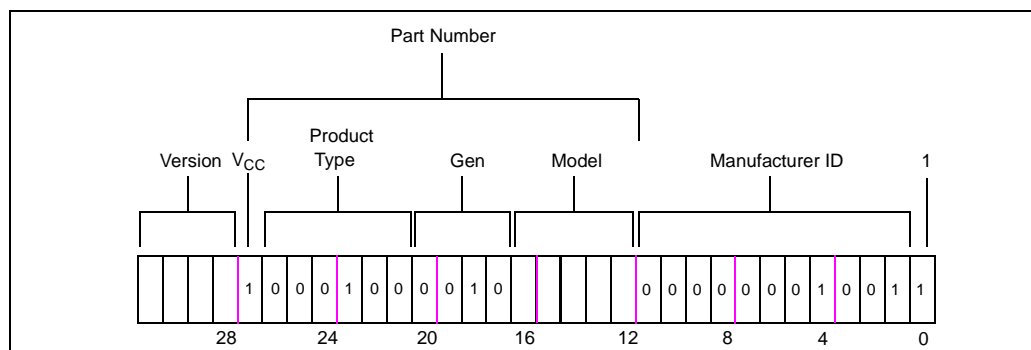 Part Number
Product
Version VCC Type Gen Model Manufacturer ID 1
1 0 0 0 1 0 0 0 0 1 0 0 0 0 0 0 0 0 1 0 0 1 1
28 24 20 16 12 8 4 0